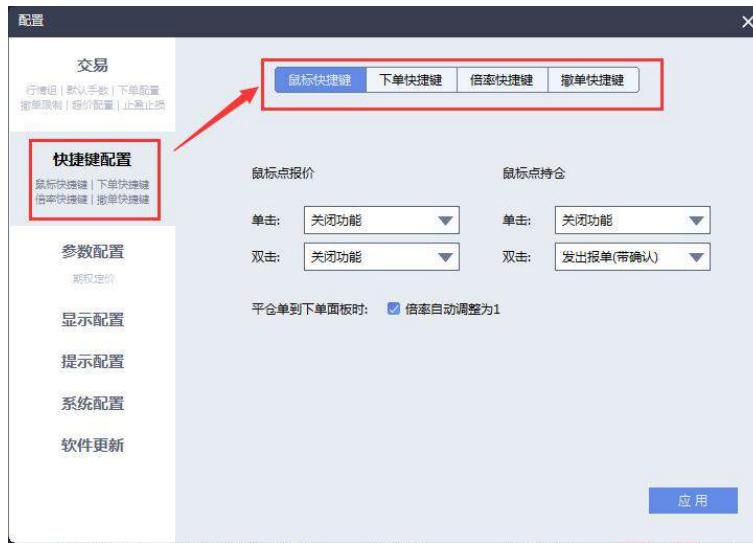 配置
交易
行情组 | 默认手数 | 下单配置
撤单限制 | 超价配置 | 止盈止损
快捷键配置
鼠标快捷键 | 下单快捷键
倍率快捷键 | 撤单快捷键
参数配置
期权定价
显示配置
提示配置
系统配置
软件更新
鼠标快捷键 下单快捷键 倍率快捷键 撤单快捷键
鼠标点报价 鼠标点持仓
单击: 关闭功能 单击: 关闭功能
双击: 关闭功能 双击: 发出报单(带确认)
平仓单到下单面板时: 倍率自动调整为1
应用